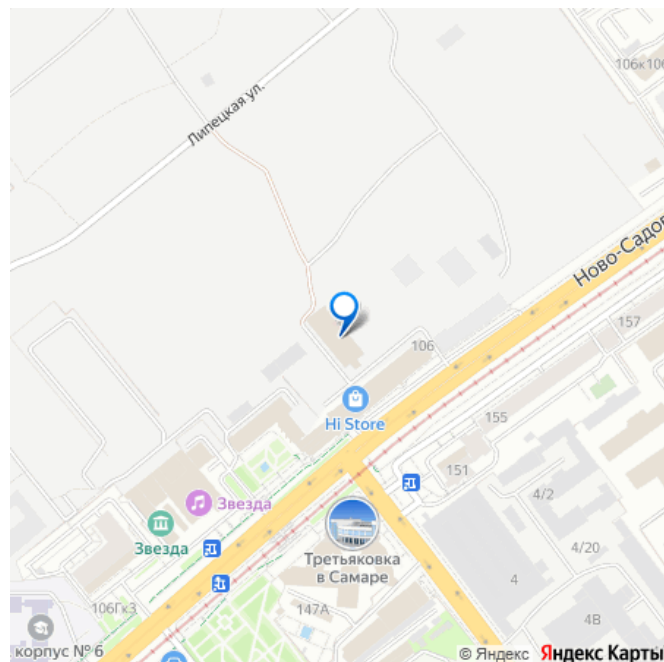 106к106
Липецкая ул.
Ново-Садов
157
106
Hi Store
155
151
Звезда
4/2
Звезда
Третьяковка
в Самаре
4/20
4
147А
106Гк3
4В
корпус № 6
© Яндекс Яндекс Карты